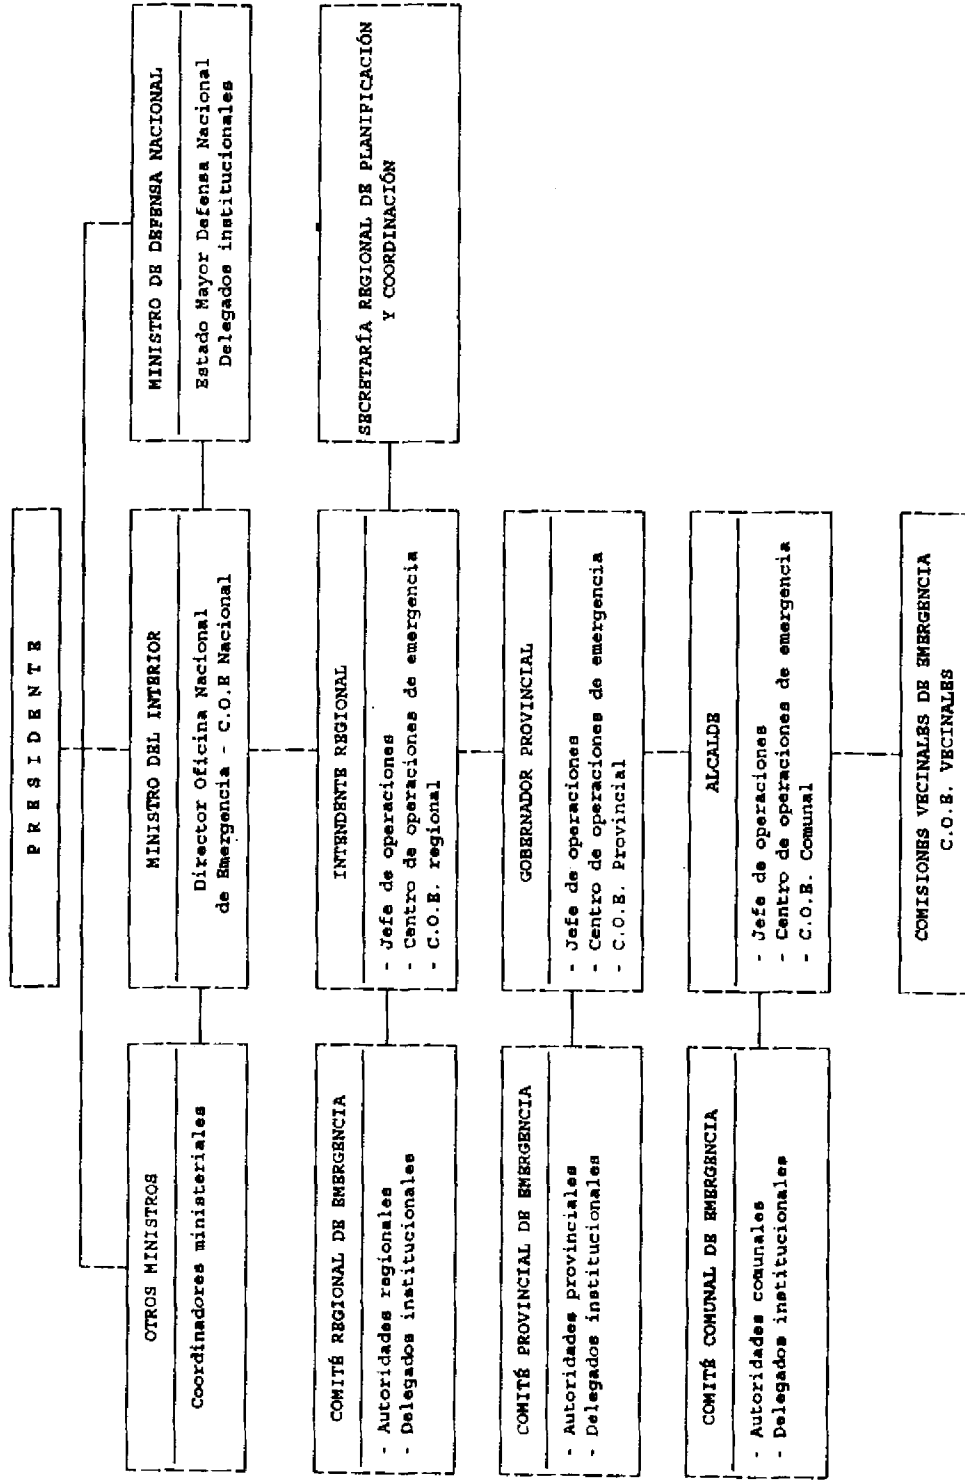 P R E S I D E N T E
OTROS MINISTROS
Coordinadores ministeriales
MINISTRO DEL INTERIOR
Director Oficina Nacional
de Emergencia - C.O.E Nacional
MINISTRO DE DEFENSA NACIONAL
Estado Mayor Defensa Nacional
Delegados institucionales
COMITÉ REGIONAL DE EMERGENCIA
- Autoridades regionales
- Delegados institucionales
INTENDENTE REGIONAL
- Jefe de operaciones
- Centro de operaciones de emergencia
- C.O.E. regional
SECRETARÍA REGIONAL DE PLANIFICACIÓN
Y COORDINACIÓN
COMITÉ PROVINCIAL DE EMERGENCIA
- Autoridades provinciales
- Delegados institucionales
GOBERNADOR PROVINCIAL
- Jefe de operaciones
- Centro de operaciones de emergencia
- C.O.E. Provincial
COMITÉ COMUNAL DE EMERGENCIA
- Autoridades comunales
- Delegados institucionales
ALCALDE
- Jefe de operaciones
- Centro de operaciones de emergencia
- C.O.E. Comunal
COMISIONES VECINALES DE EMERGENCIA
C.O.E. VECINALES